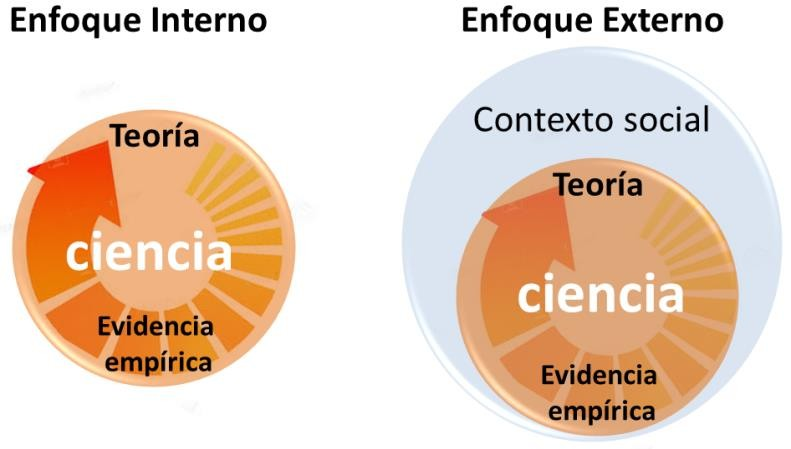 Enfoque Interno
Teoría
ciencia
Evidencia
empírica
Enfoque Externo
Contexto social
Teoría
ciencia
Evidencia
empírica